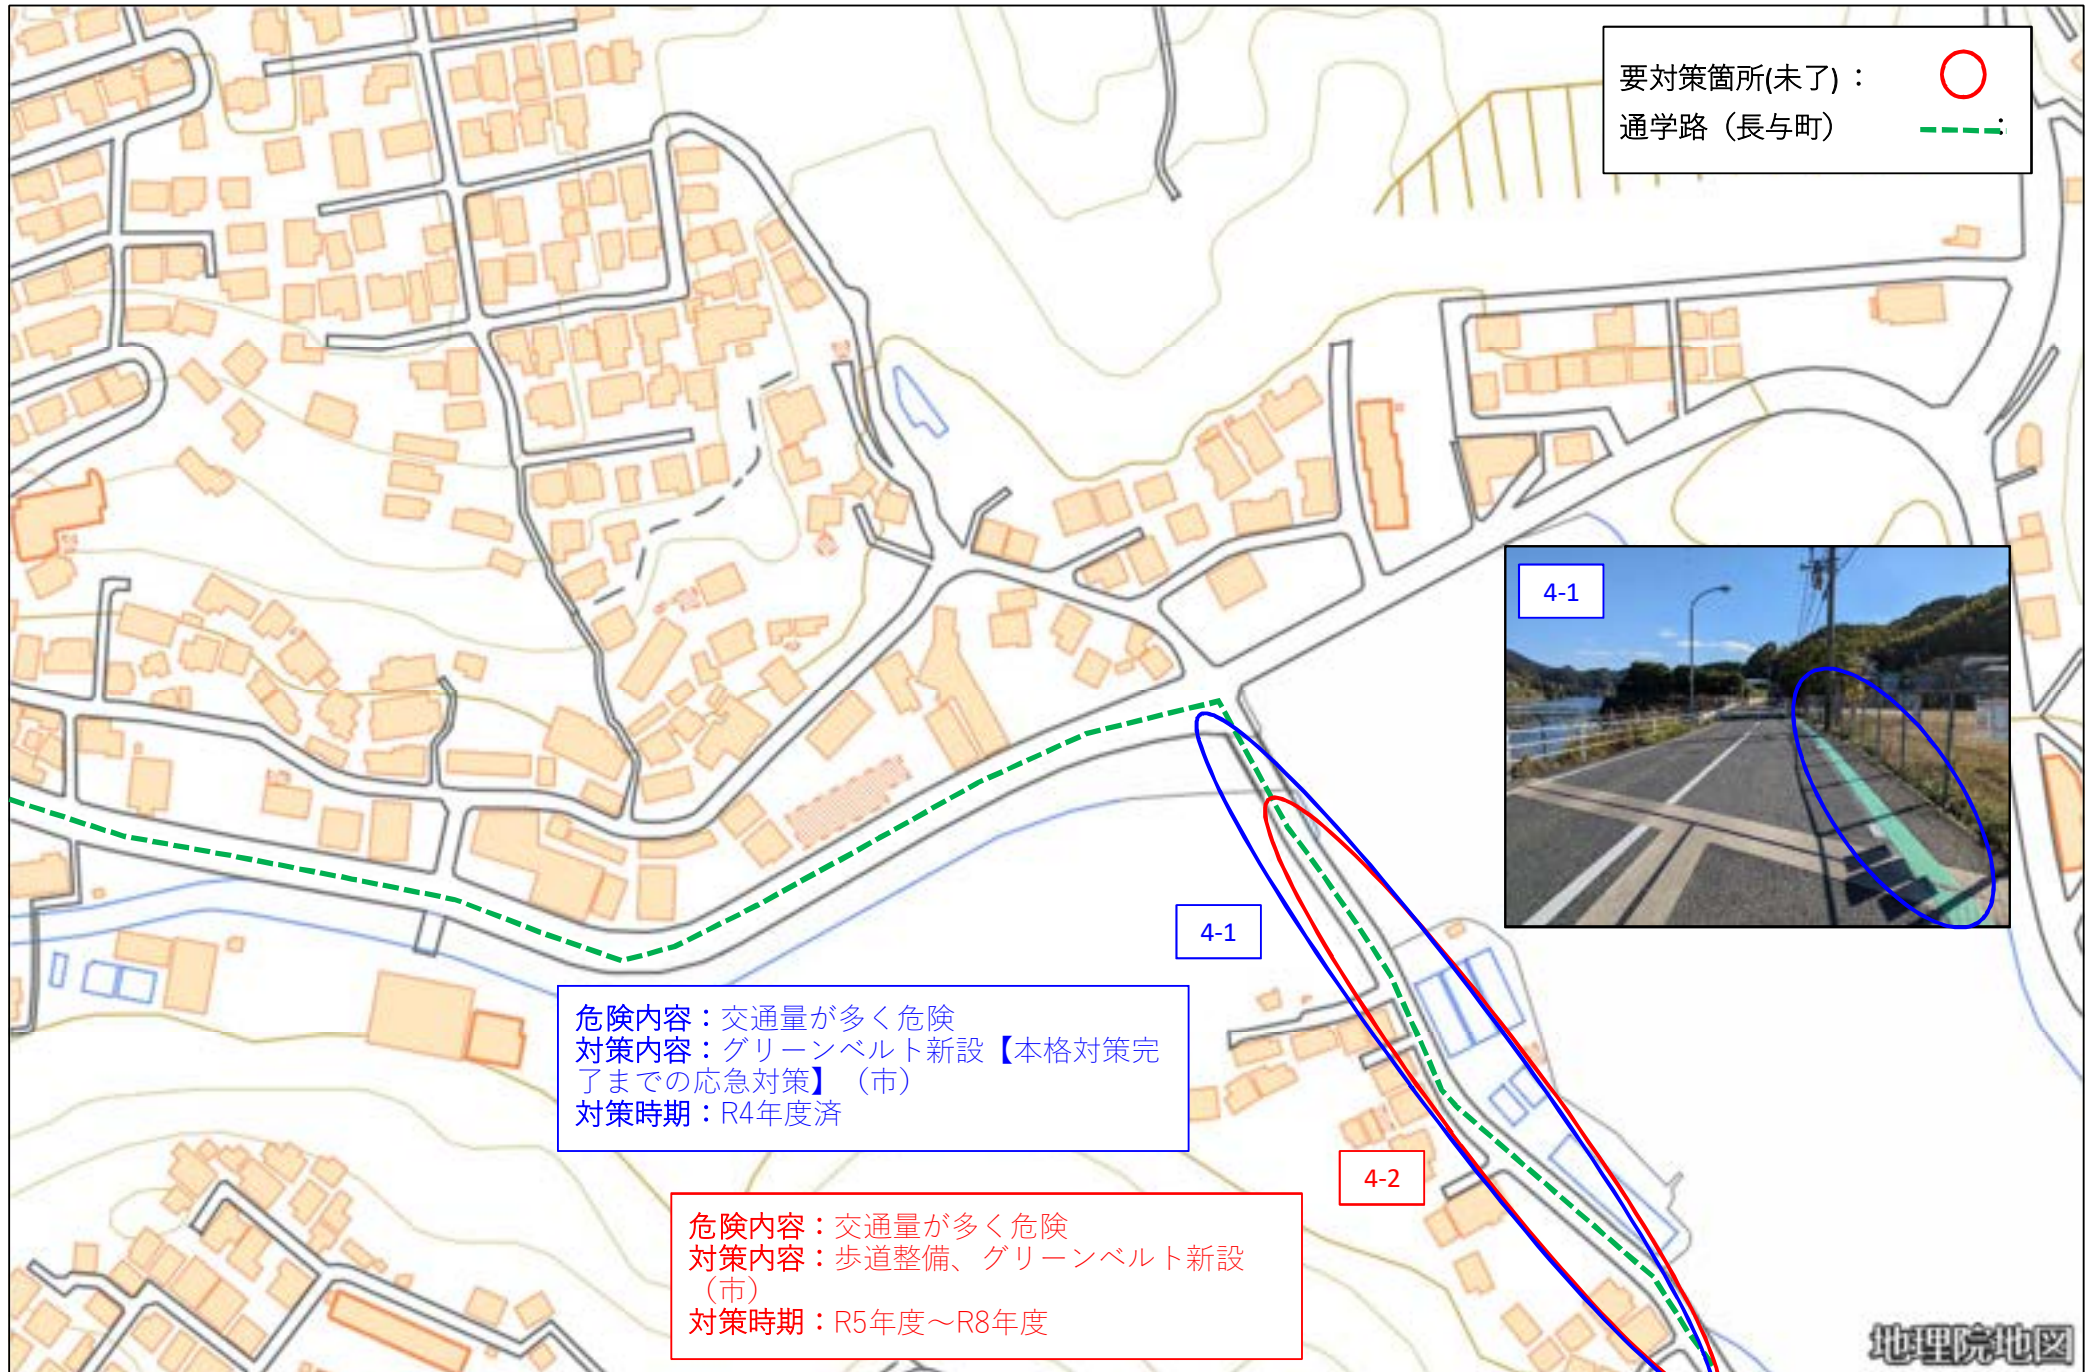 要対策箇所(未了)：
通学路（長与町） ：
4-1
4-1
危険内容：交通量が多く危険
対策内容：グリーンベルト新設【本格対策完
了までの応急対策】（市）
対策時期：R4年度済
4-2
危険内容：交通量が多く危険
対策内容：歩道整備、グリーンベルト新設
（市）
対策時期：R5年度～R8年度
地理院地図